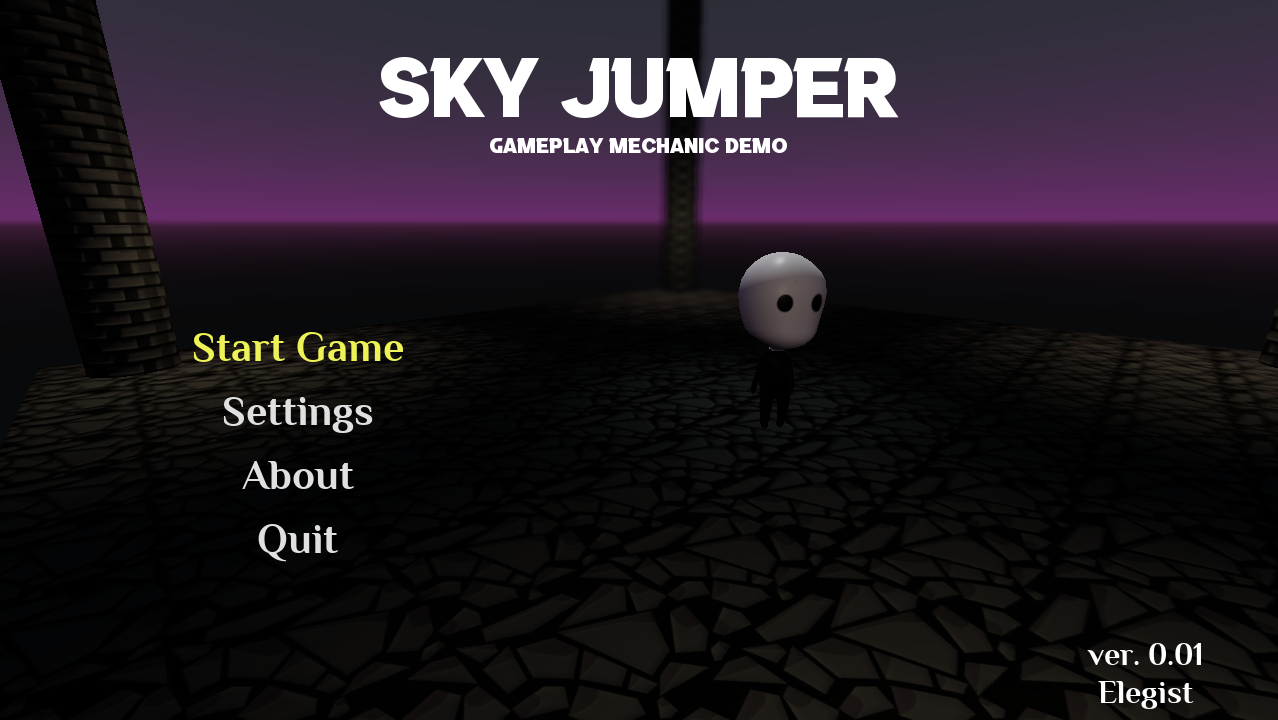 SKY JUMPER
GAMEPLAY MECHANIC DEMO
Start Game
Settings
About
Quit
ver. 0.01
Elegist